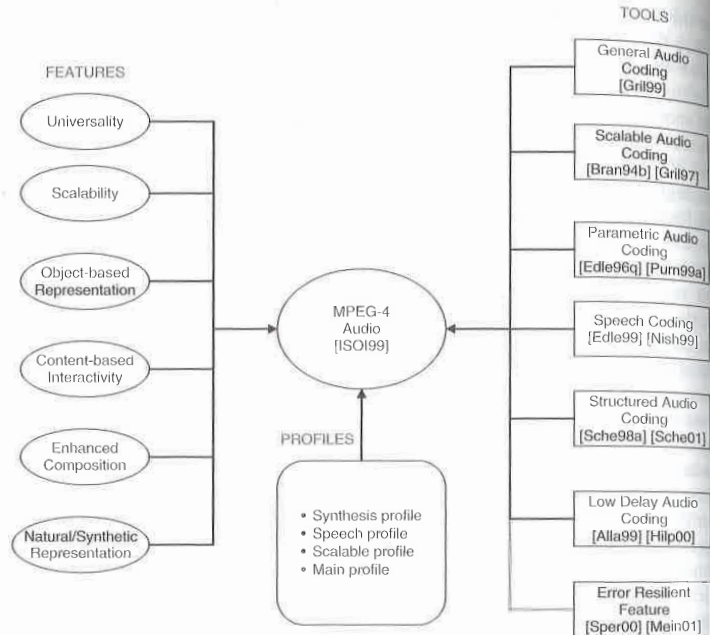 FEATURES
Universality
Scalability
Object-based
Representation
Content-based
Interactivity
Enhanced
Composition
Natural/Synthetic
Representation
MPEG-4
Audio
[ISOI99]
PROFILES
• Synthesis profile
• Speech profile
• Scalable profile
• Main profile
TOOLS
General Audio
Coding
[Gril99]
Scalable Audio
Coding
[Bran94b] [Gril97]
Parametric Audio
Coding
[Edle96q] [Purn99a]
Speech Coding
[Edle99] [Nish99]
Structured Audio
Coding
[Sche98a] [Sche01]
Low Delay Audio
Coding
[Alla99] [Hilp00]
Error Resilient
Feature
[Sper00] [Mein01]